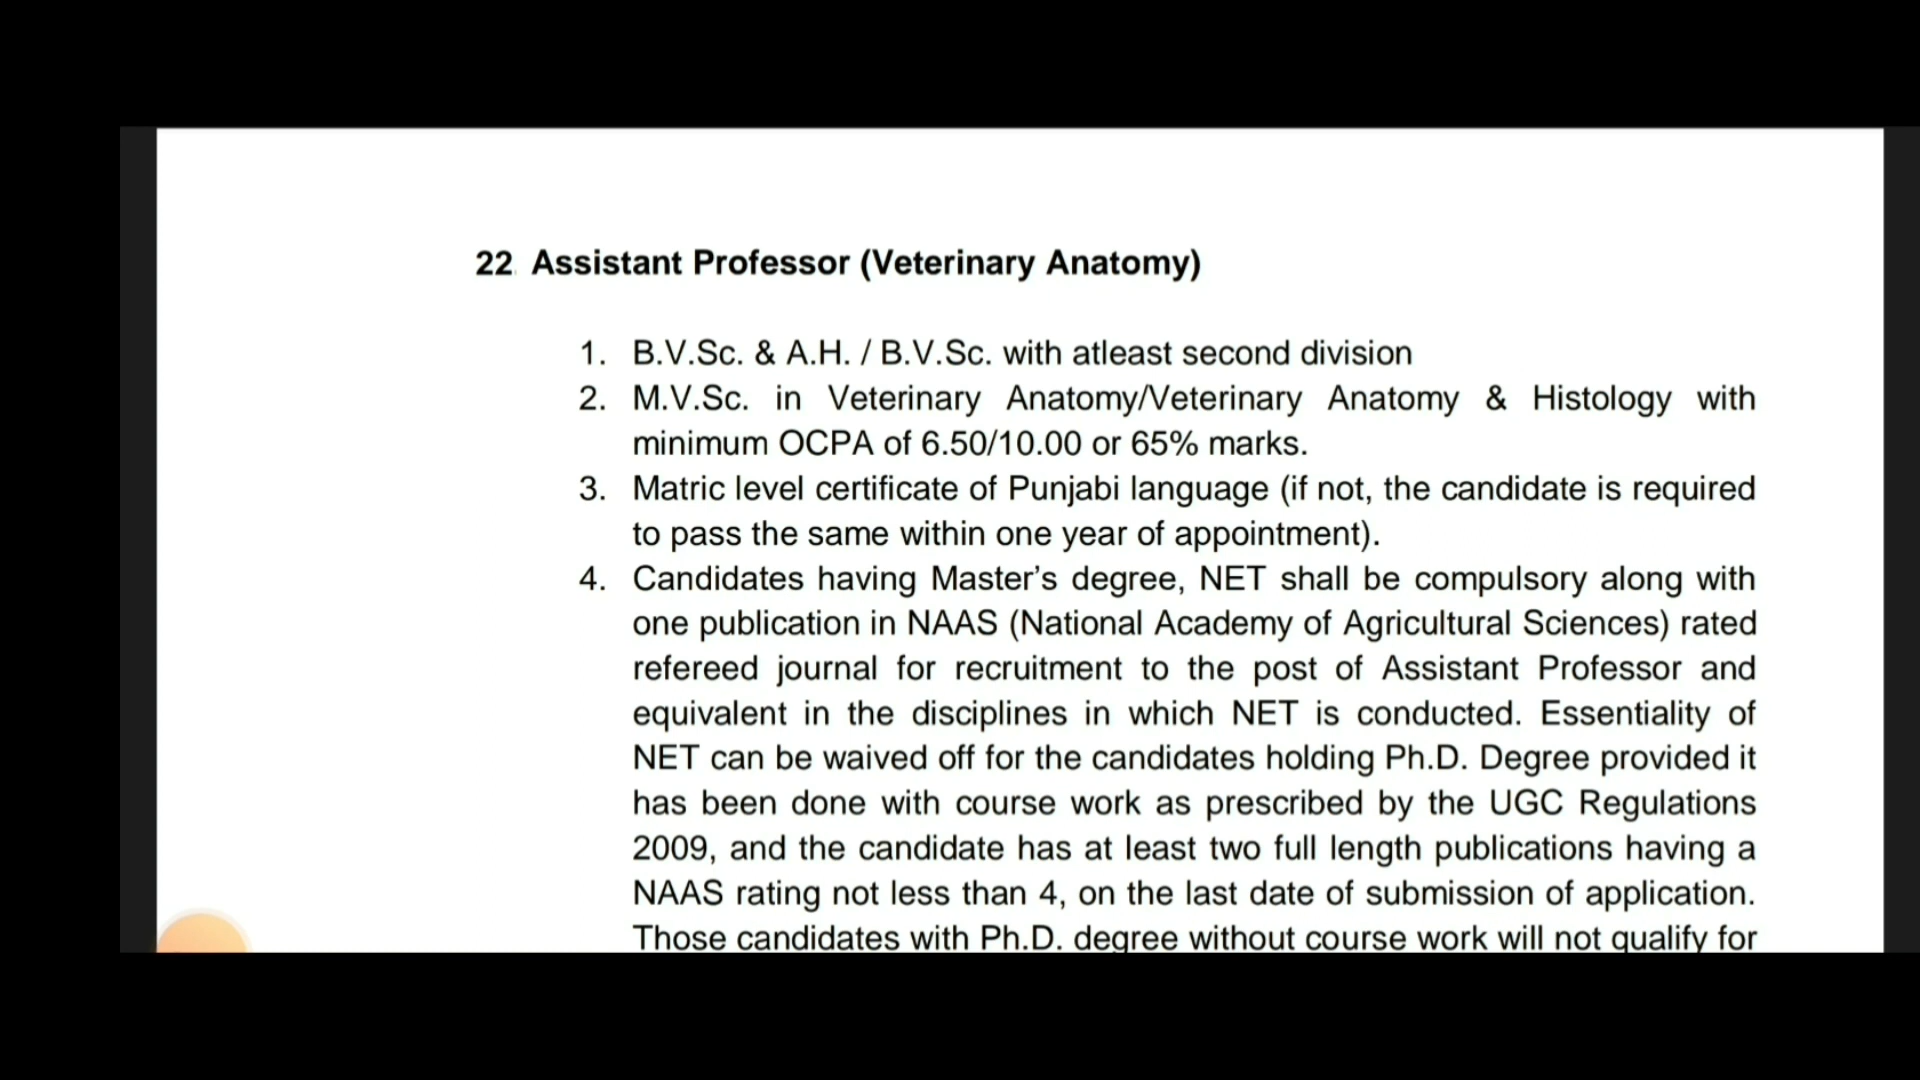 22. Assistant Professor (Veterinary Anatomy)
1. B.V.Sc. & A.H. / B.V.Sc. with atleast second division
2. M.V.Sc. in Veterinary Anatomy/Veterinary Anatomy & Histology with
minimum OCPA of 6.50/10.00 or 65% marks.
3. Matric level certificate of Punjabi language (if not, the candidate is required
to pass the same within one year of appointment).
4. Candidates having Master’s degree, NET shall be compulsory along with
one publication in NAAS (National Academy of Agricultural Sciences) rated
refereed journal for recruitment to the post of Assistant Professor and
equivalent in the disciplines in which NET is conducted. Essentiality of
NET can be waived off for the candidates holding Ph.D. Degree provided it
has been done with course work as prescribed by the UGC Regulations
2009, and the candidate has at least two full length publications having a
NAAS rating not less than 4, on the last date of submission of application.
Those candidates with Ph.D. degree without course work will not qualify for